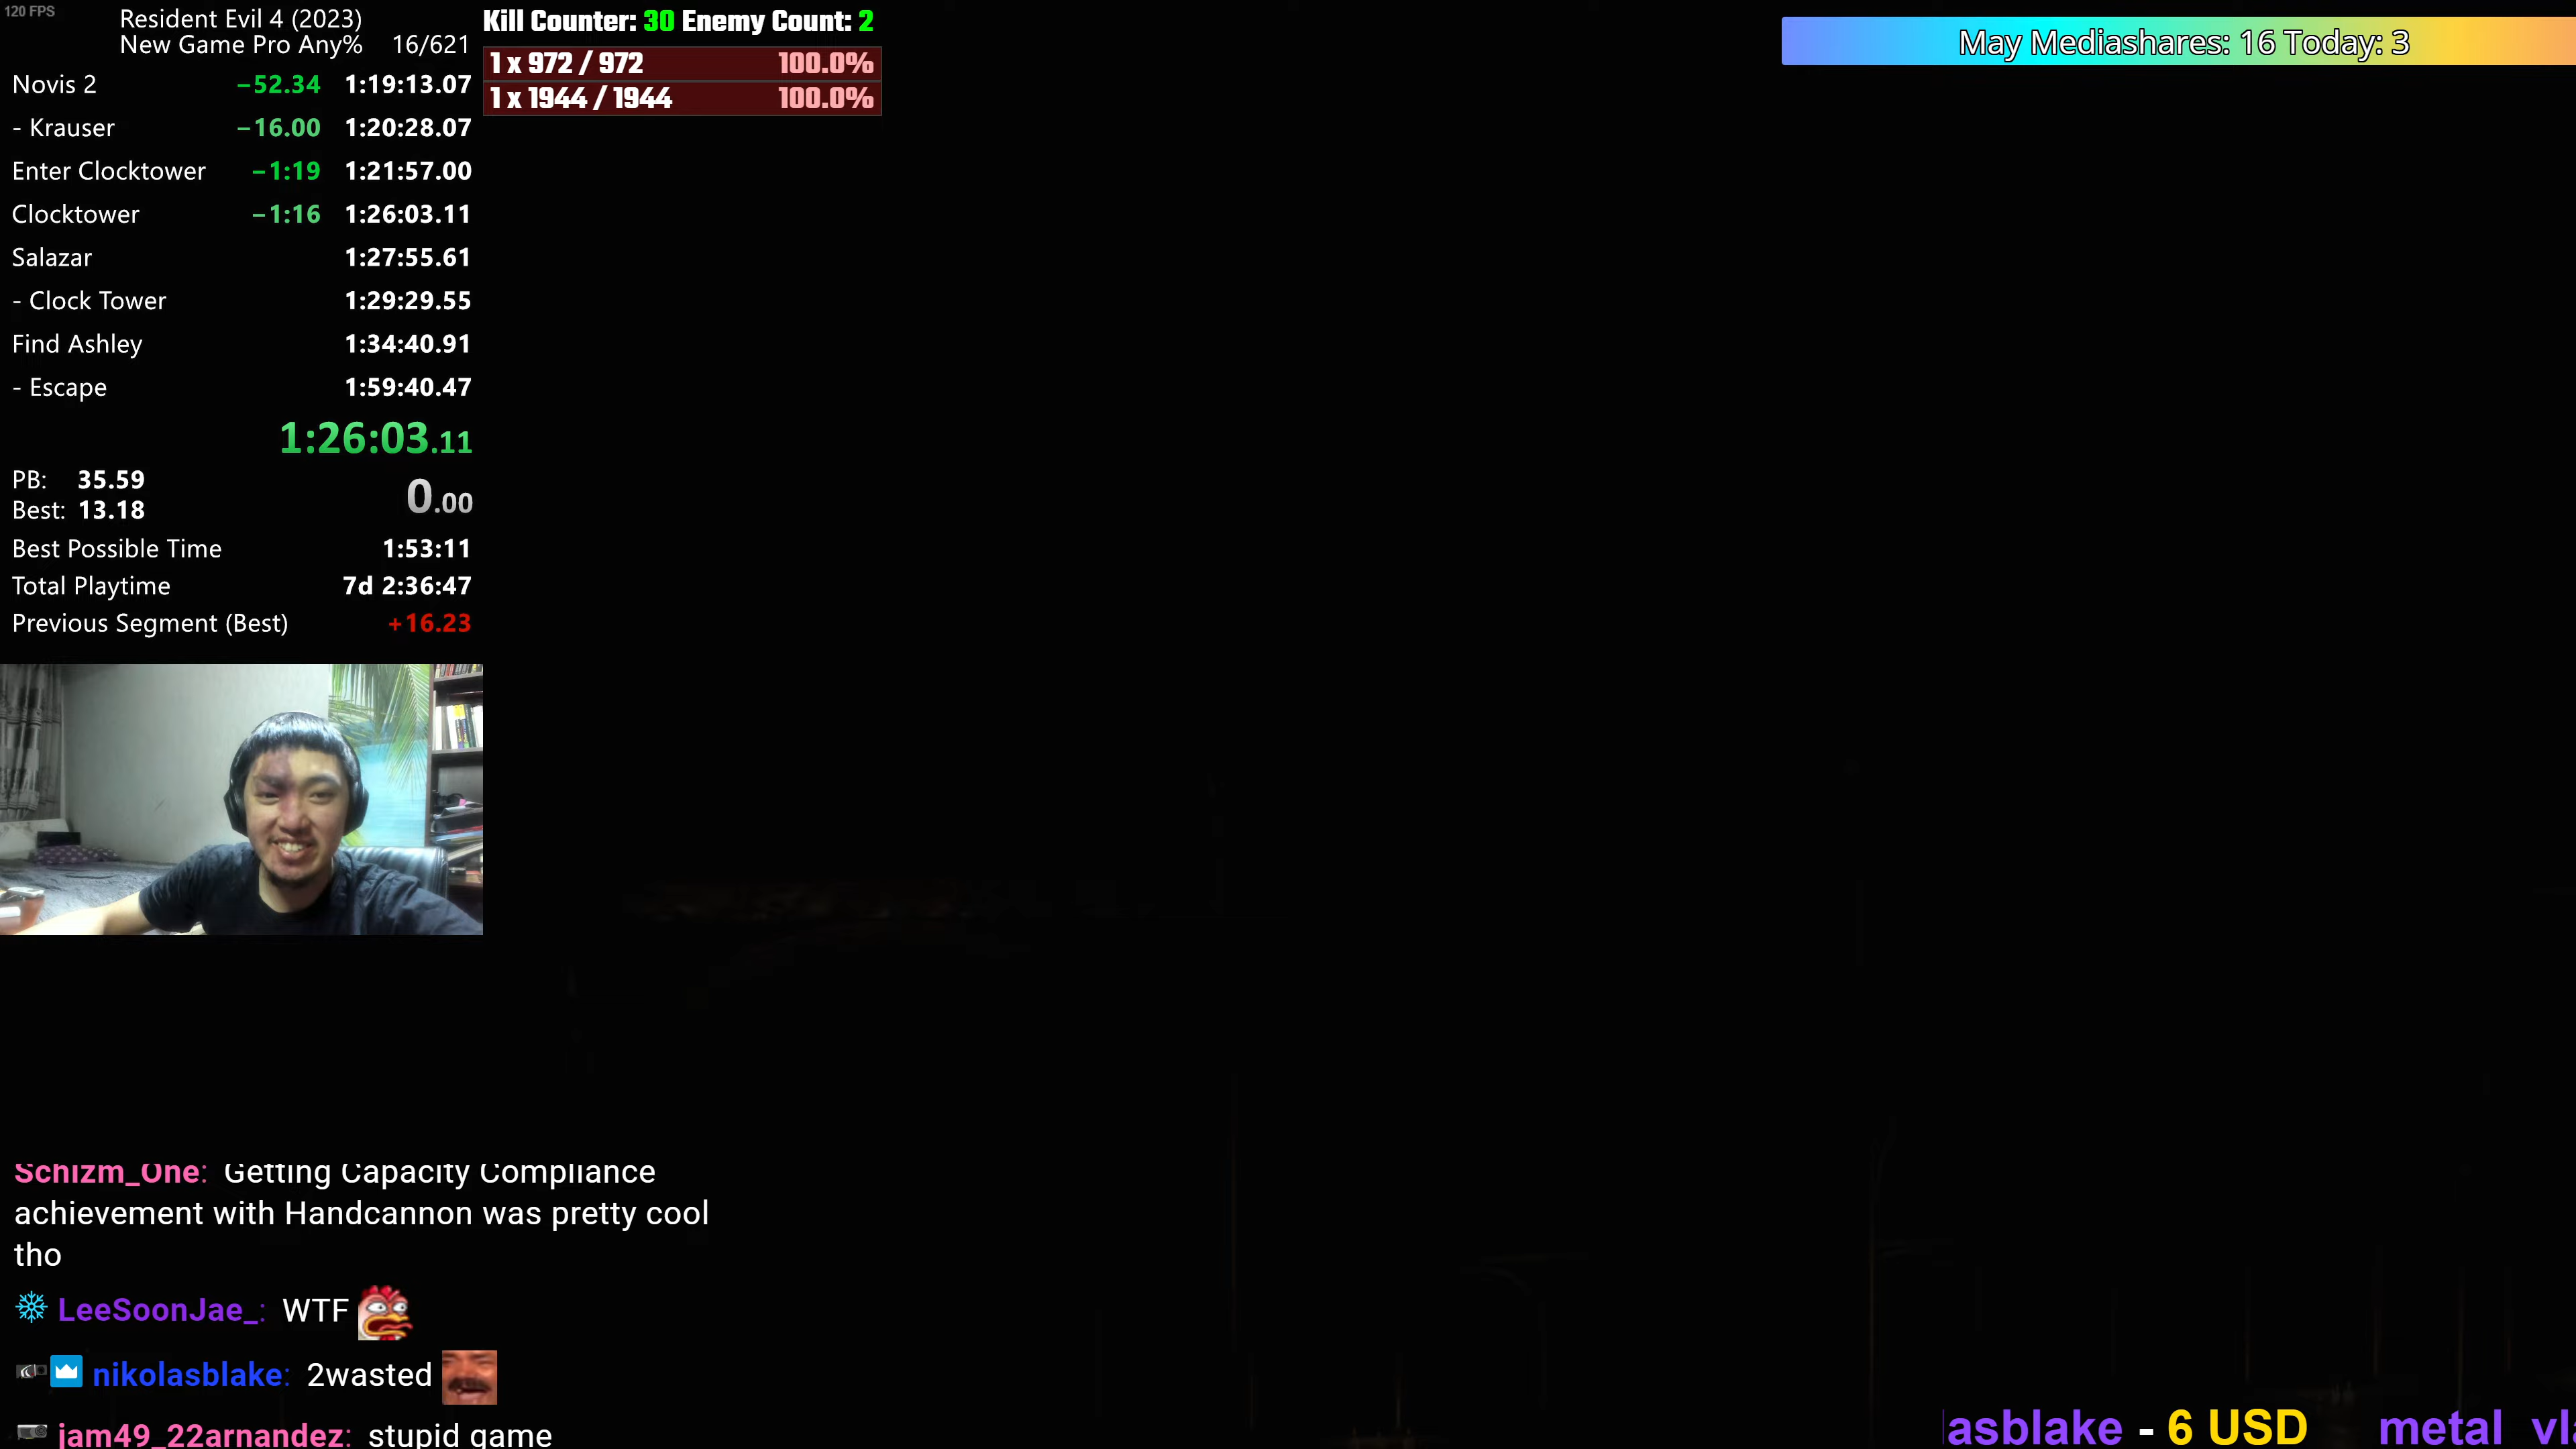 120 FPS
Resident Evil 4 (2023)
New Game Pro Any% 16/621
Novis 2 −52.34 1:19:13.07
- Krauser −16.00 1:20:28.07
Enter Clocktower −1:19 1:21:57.00
Clocktower −1:16 1:26:03.11
Salazar 1:27:55.61
- Clock Tower 1:29:29.55
Find Ashley 1:34:40.91
- Escape 1:59:40.47
1:26:03.11
PB: 35.59
Best: 13.18
0.00
Best Possible Time 1:53:11
Total Playtime 7d 2:36:47
Previous Segment (Best) +16.23
Kill Counter: 30 Enemy Count: 2
1 x 972 / 972 100.0%
1 x 1944 / 1944 100.0%
May Mediashares: 16 Today: 3
Schizm_One: Getting Capacity Compliance
achievement with Handcannon was pretty cool
tho
LeeSoonJae_: WTF
nikolasblake: 2wasted
jam49_22arnandez: stupid game
asblake - 6 USD metal_vl